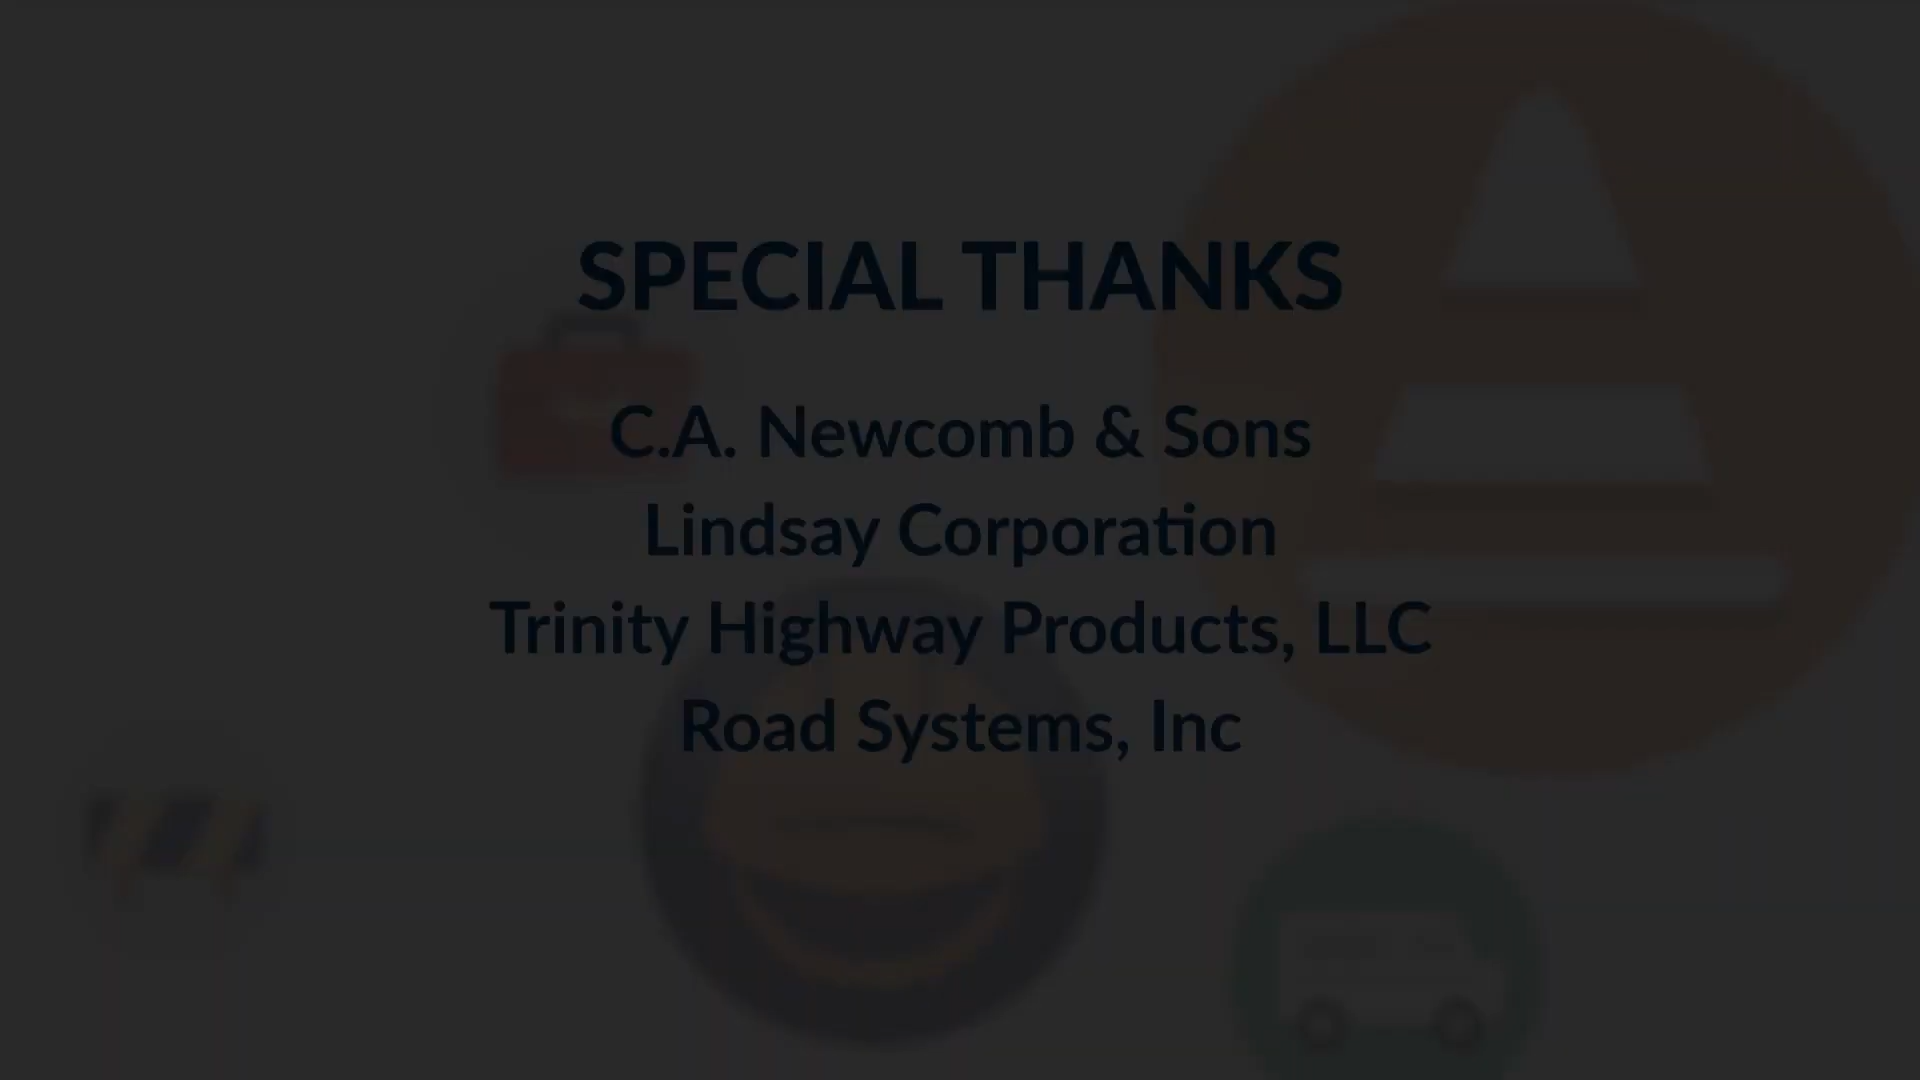 SPECIAL THANKS
C.A. Newcomb & Sons
Lindsay Corporation
Trinity Highway Products, LLC
Road Systems, Inc